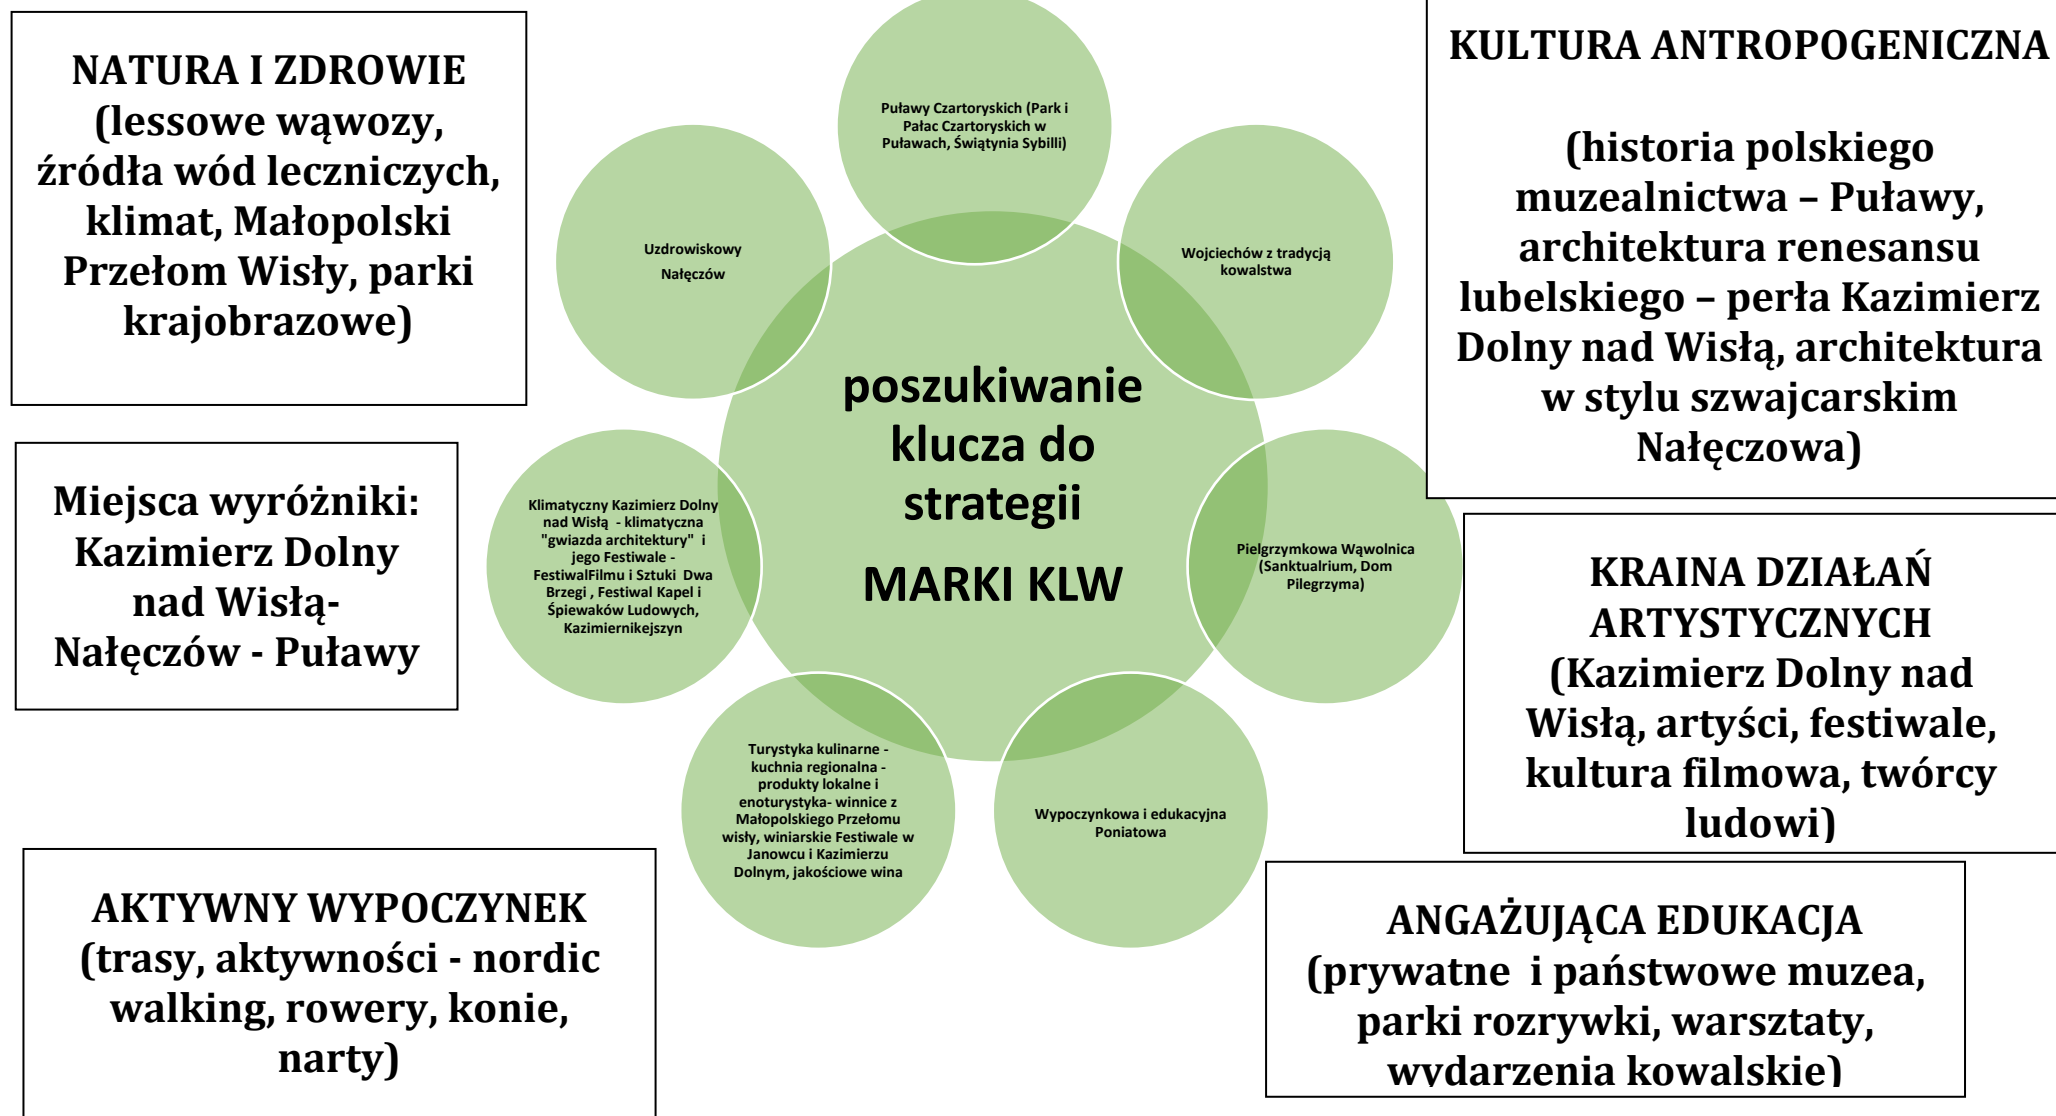 NATURA I ZDROWIE
(lessowe wąwozy,
źródła wód leczniczych,
klimat, Małopolski
Przełom Wisły, parki
krajobrazowe)
Miejsca wyróżniki:
Kazimierz Dolny
nad Wisłą-
Nałęczów - Puławy
AKTYWNY WYPOCZYNEK
(trasy, aktywności - nordic
walking, rowery, konie,
narty)
poszukiwanie
klucza do
strategii
MARKI KLW
Puławy Czartoryskich (Park i
Pałac Czartoryskich w
Puławach, Świątynia Sybilli)
Wojciechów z tradycją
kowalstwa
Pielgrzymkowa Wąwolnica
(Sanktualrium, Dom
Pilegrzyma)
Wypoczynkowa i edukacyjna
Poniatowa
Turystyka kulinarne -
kuchnia regionalna -
produkty lokalne i
enoturystyka- winnice z
Małopolskiego Przełomu
wisły, winiarskie Festiwale w
Janowcu i Kazimierzu
Dolnym, jakościowe wina
Klimatyczny Kazimierz Dolny
nad Wisłą - klimatyczna
"gwiazda architektury" i
jego Festiwale -
FestiwalFilmu i Sztuki Dwa
Brzegi , Festiwal Kapel i
Śpiewaków Ludowych,
Kazimiernikejszyn
Uzdrowiskowy
Nałęczów
KULTURA ANTROPOGENICZNA
(historia polskiego
muzealnictwa – Puławy,
architektura renesansu
lubelskiego – perła Kazimierz
Dolny nad Wisłą, architektura
w stylu szwajcarskim
Nałęczowa)
KRAINA DZIAŁAŃ
ARTYSTYCZNYCH
(Kazimierz Dolny nad
Wisłą, artyści, festiwale,
kultura filmowa, twórcy
ludowi)
ANGAŻUJĄCA EDUKACJA
(prywatne i państwowe muzea,
parki rozrywki, warsztaty,
wydarzenia kowalskie)